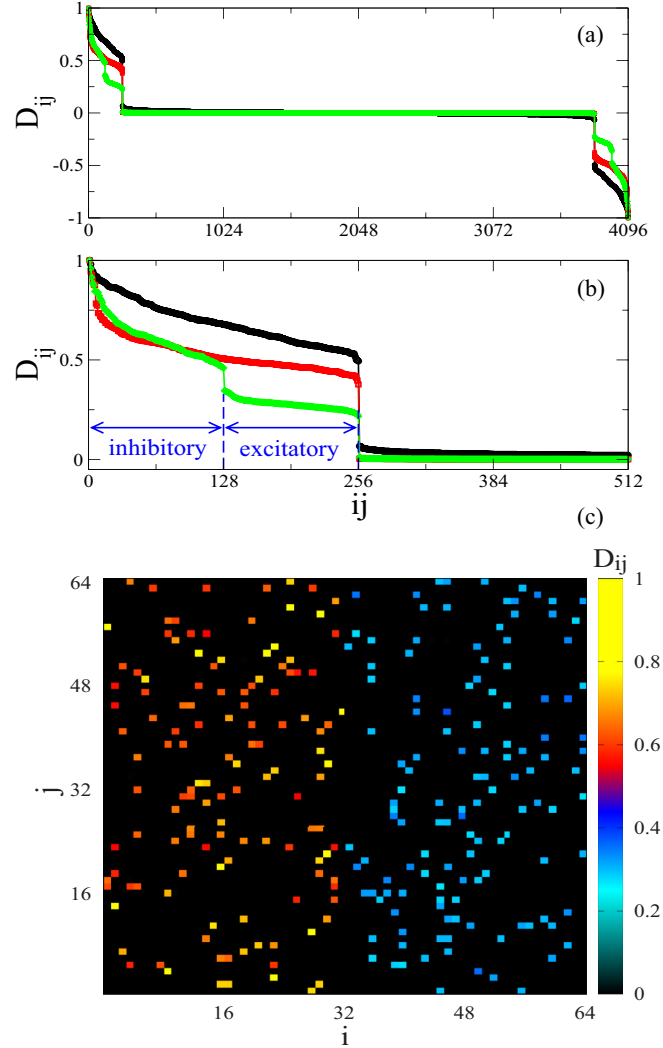 1
0.5
0
-0.5
-1
D_ij
(a)
0 1024 2048 3072 4096
1
0.5
0
D_ij
(b)
inhibitory excitatory
0 128 256 384 512
ij
(c)
D_ij
64
48
32
16
j
16 32 48 64
i
1
0.8
0.6
0.4
0.2
0